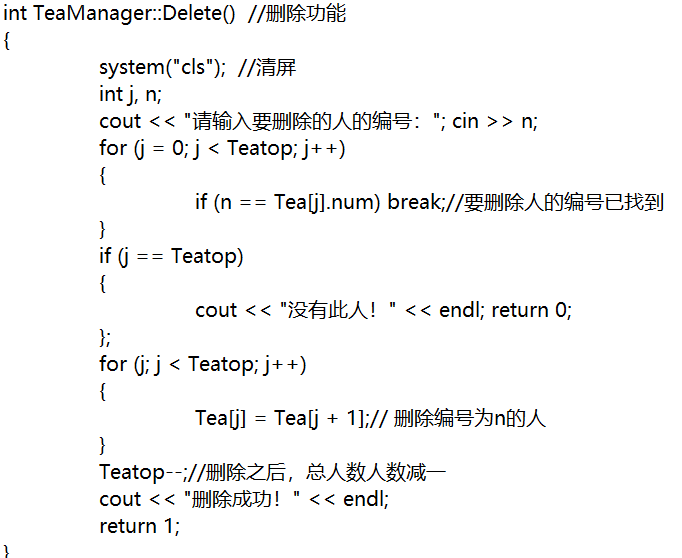 int TeaManager::Delete()  //删除功能
{
system("cls");  //清屏
int j, n;
cout << "请输入要删除的人的编号："; cin >> n;
for (j = 0; j < Teatop; j++)
{
if (n == Tea[j].num) break;//要删除人的编号已找到
}
if (j == Teatop)
{
cout << "没有此人！" << endl; return 0;
};
for (j; j < Teatop; j++)
{
Tea[j] = Tea[j + 1];// 删除编号为n的人
}
Teatop--;//删除之后，总人数人数减一
cout << "删除成功！" << endl;
return 1;
}